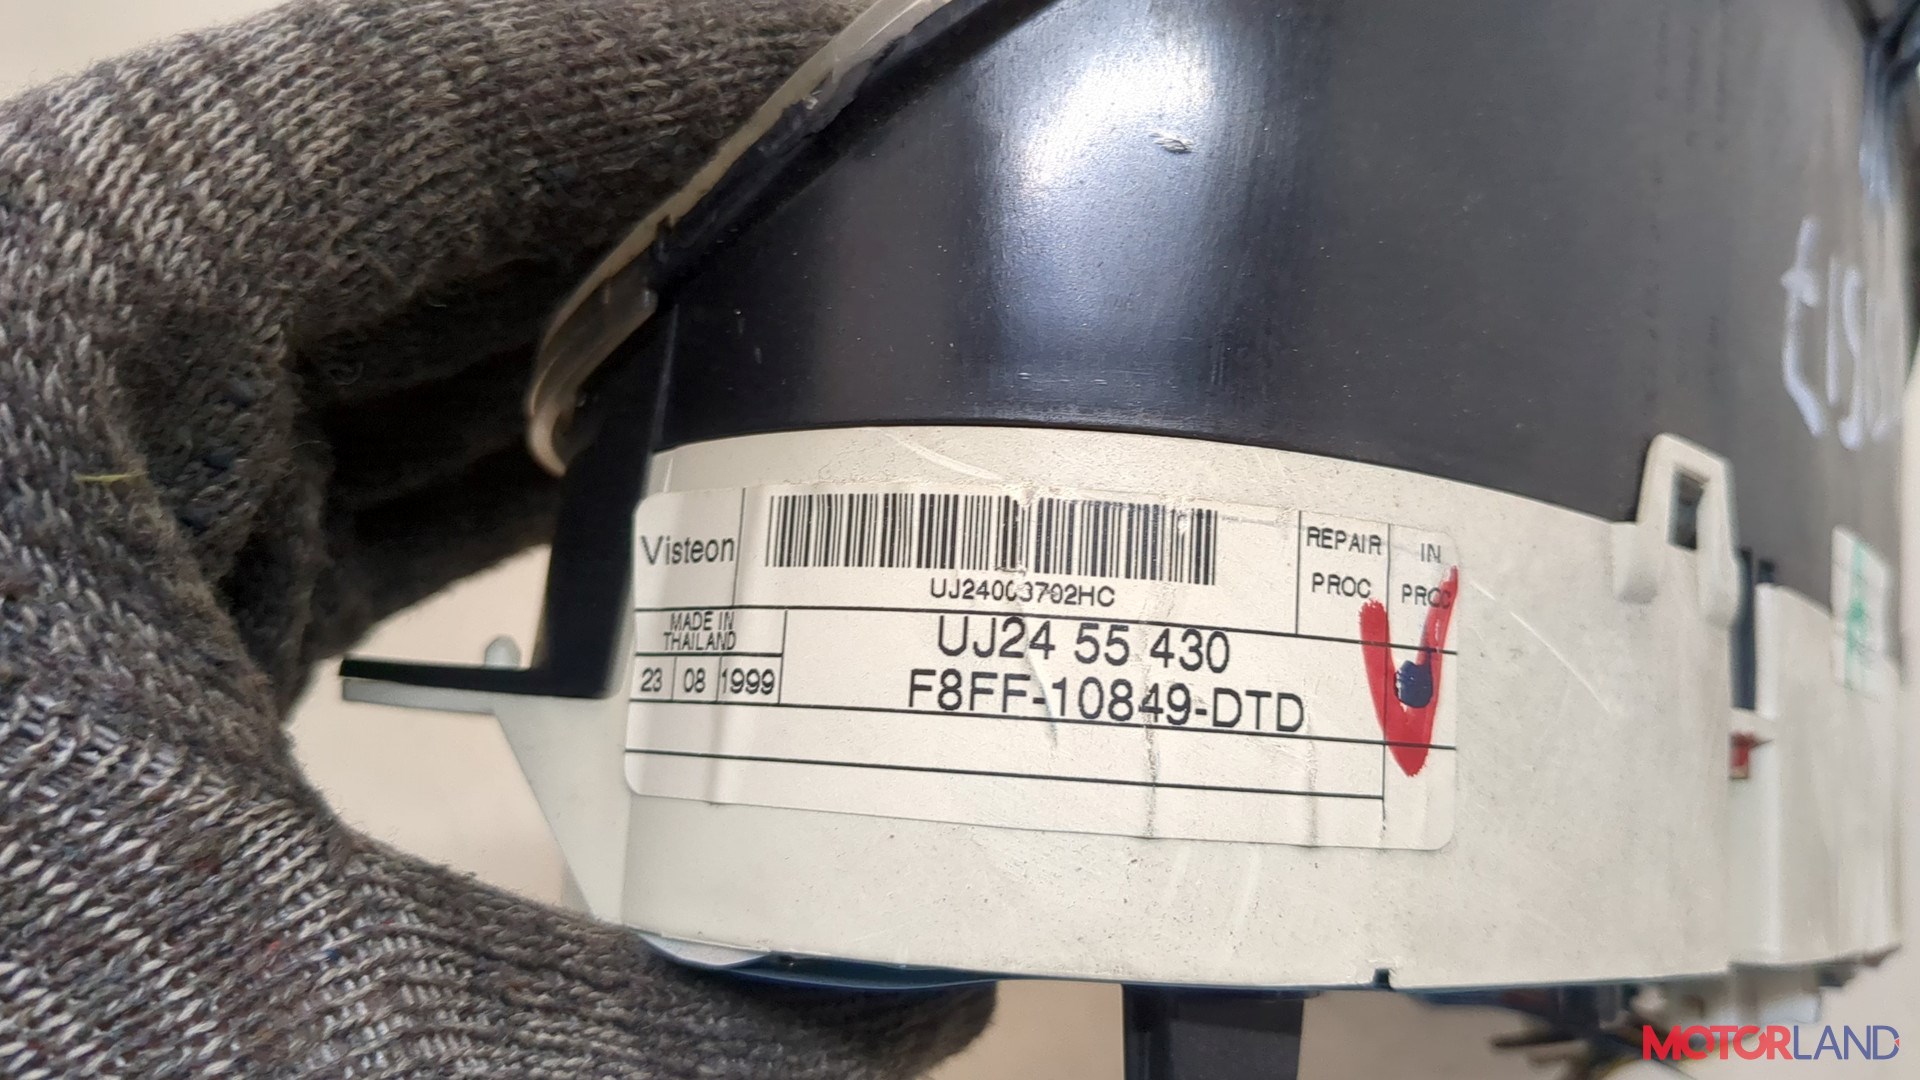 Visteon
UJ24003702HC
REPAIR PROC
IN PROC
MADE IN THAILAND
23 08 1999
UJ24 55 430
F8FF-10849-DTD
MOTORLAND